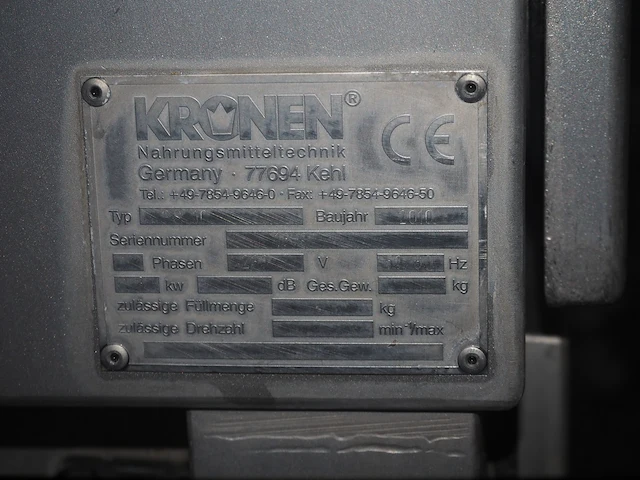 KRONEN®
CE
Nahrungsmitteltechnik
Germany · 77694 Kehl
Tel.: +49-7854-9646-0 · Fax: +49-7854-9646-50
Typ Baujahr 2010
Seriennummer
Phasen V Hz
kw dB Ges.Gew. kg
zulässige Füllmenge kg
zulässige Drehzahl min⁻¹/max